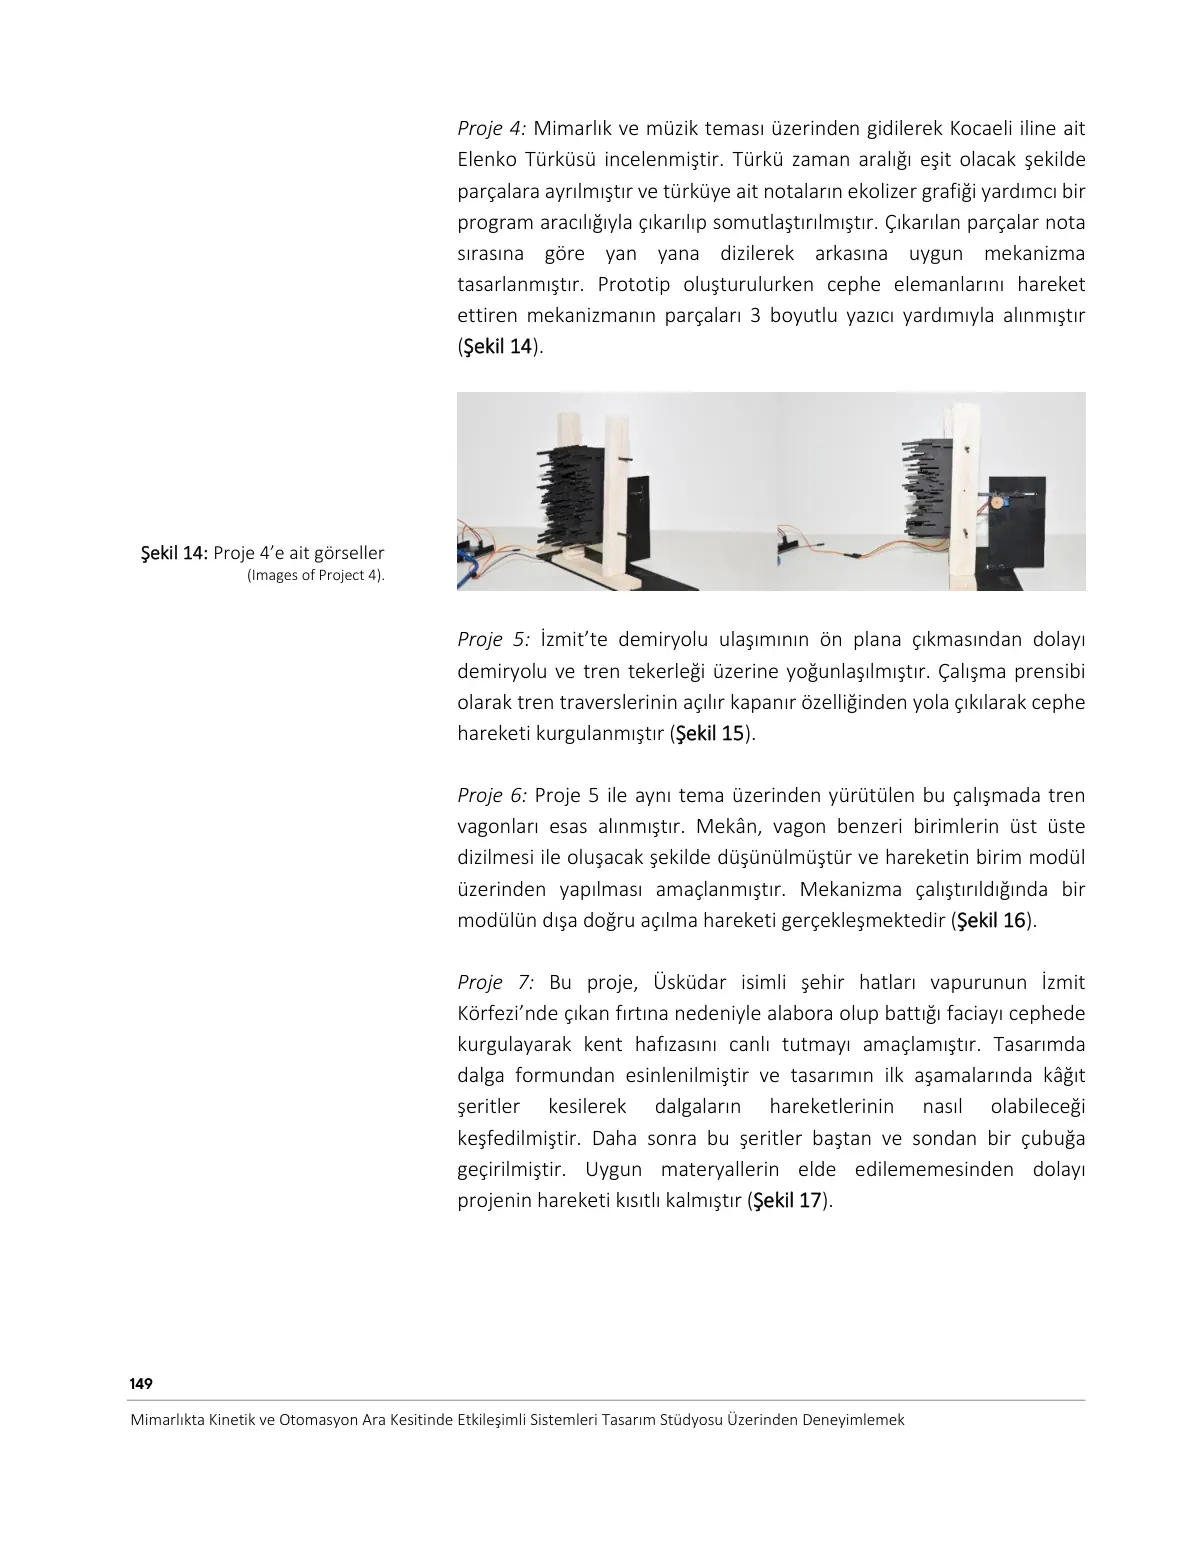 Proje 4: Mimarlık ve müzik teması üzerinden gidilerek Kocaeli iline ait
Elenko Türküsü incelenmiştir. Türkü zaman aralığı eşit olacak şekilde
parçalara ayrılmıştır ve türküye ait notaların ekolizer grafiği yardımcı bir
program aracılığıyla çıkarılıp somutlaştırılmıştır. Çıkarılan parçalar nota
sırasına göre yan yana dizilerek arkasına uygun mekanizma
tasarlanmıştır. Prototip oluşturulurken cephe elemanlarını hareket
ettiren mekanizmanın parçaları 3 boyutlu yazıcı yardımıyla alınmıştır
(Şekil 14).
Şekil 14: Proje 4’e ait görseller
(Images of Project 4).
Proje 5: İzmit’te demiryolu ulaşımının ön plana çıkmasından dolayı
demiryolu ve tren tekerleği üzerine yoğunlaşılmıştır. Çalışma prensibi
olarak tren traverslerinin açılır kapanır özelliğinden yola çıkılarak cephe
hareketi kurgulanmıştır (Şekil 15).
Proje 6: Proje 5 ile aynı tema üzerinden yürütülen bu çalışmada tren
vagonları esas alınmıştır. Mekân, vagon benzeri birimlerin üst üste
dizilmesi ile oluşacak şekilde düşünülmüştür ve hareketin birim modül
üzerinden yapılması amaçlanmıştır. Mekanizma çalıştırıldığında bir
modülün dışa doğru açılma hareketi gerçekleşmektedir (Şekil 16).
Proje 7: Bu proje, Üsküdar isimli şehir hatları vapurunun İzmit
Körfezi’nde çıkan fırtına nedeniyle alabora olup battığı faciayı cephede
kurgulayarak kent hafızasını canlı tutmayı amaçlamıştır. Tasarımda
dalga formundan esinlenilmiştir ve tasarımın ilk aşamalarında kâğıt
şeritler kesilerek dalgaların hareketlerinin nasıl olabileceği
keşfedilmiştir. Daha sonra bu şeritler baştan ve sondan bir çubuğa
geçirilmiştir. Uygun materyallerin elde edilememesinden dolayı
projenin hareketi kısıtlı kalmıştır (Şekil 17).
149
Mimarlıkta Kinetik ve Otomasyon Ara Kesitinde Etkileşimli Sistemleri Tasarım Stüdyosu Üzerinden Deneyimlemek